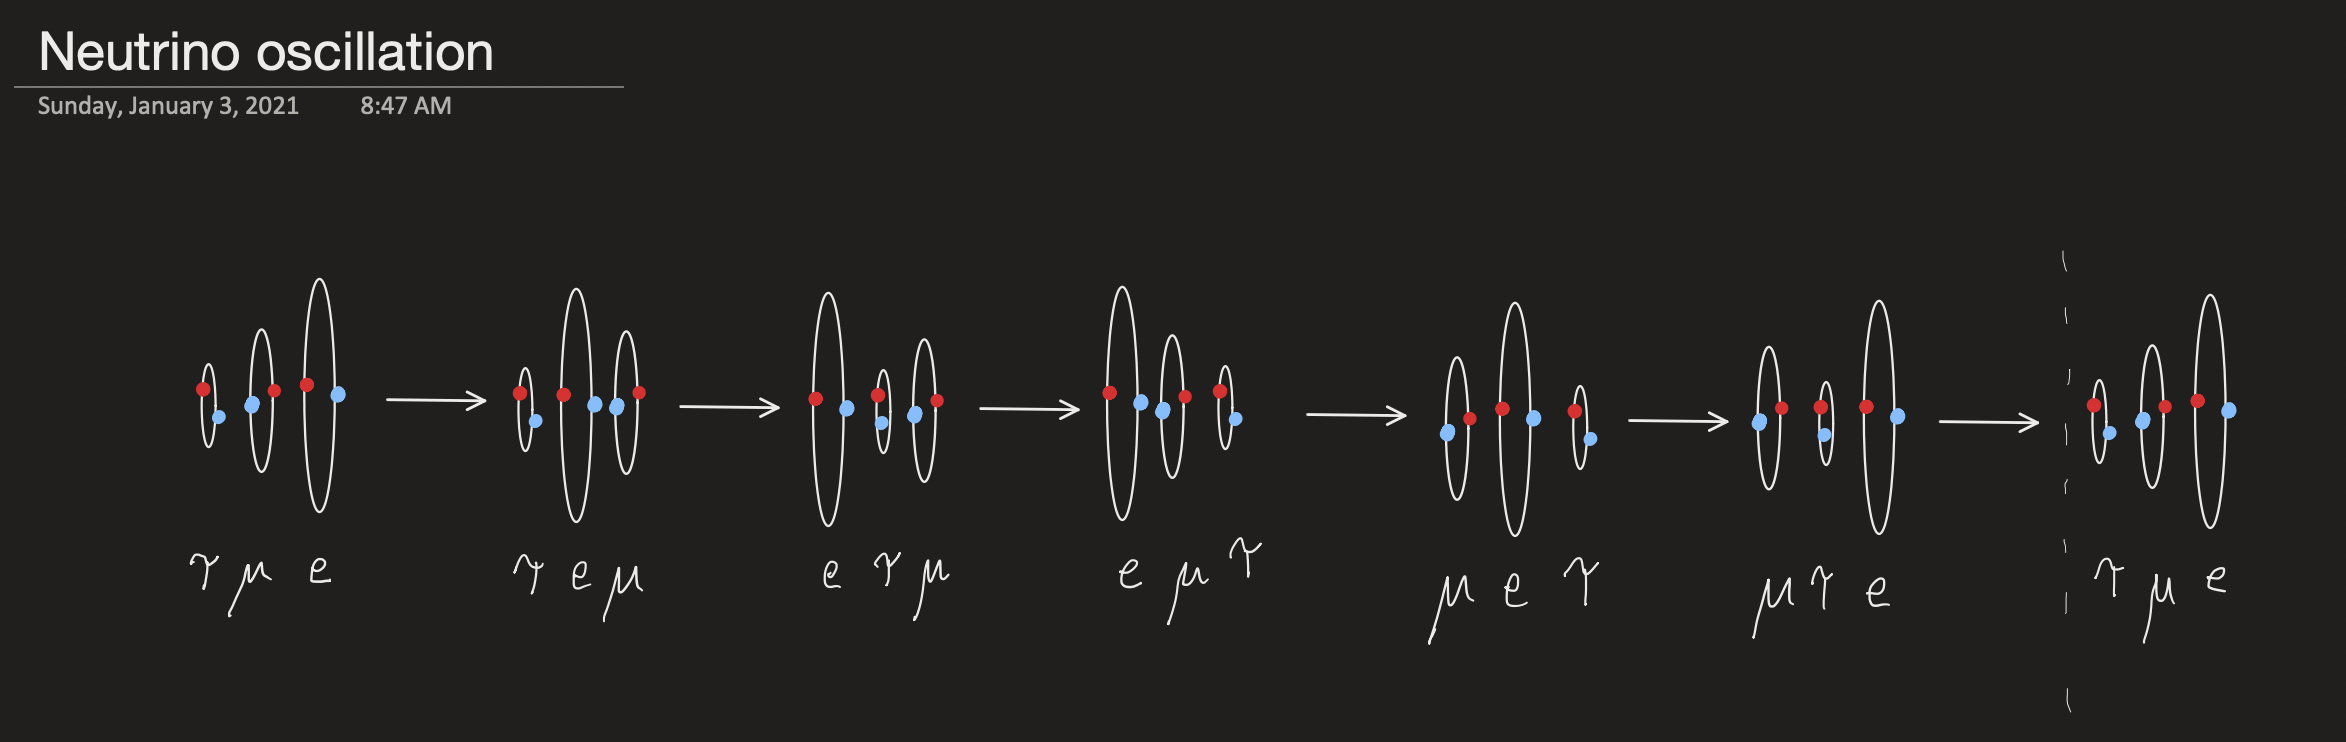 Neutrino oscillation
Sunday, January 3, 2021 8:47 AM
τ μ e τ e μ e τ μ e μ τ μ e τ μ τ e τ μ e